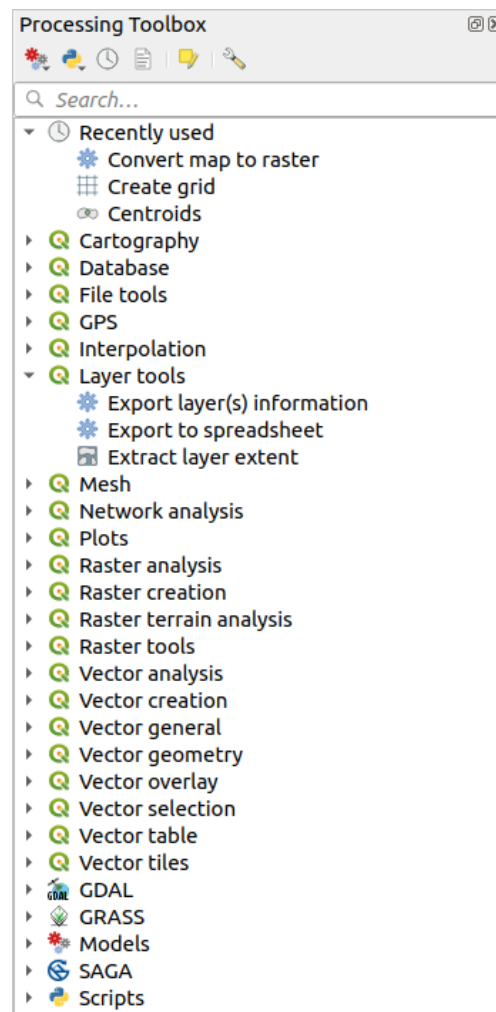 Processing Toolbox
Search...
Recently used
Convert map to raster
Create grid
Centroids
Cartography
Database
File tools
GPS
Interpolation
Layer tools
Export layer(s) information
Export to spreadsheet
Extract layer extent
Mesh
Network analysis
Plots
Raster analysis
Raster creation
Raster terrain analysis
Raster tools
Vector analysis
Vector creation
Vector general
Vector geometry
Vector overlay
Vector selection
Vector table
Vector tiles
GDAL GDAL
GRASS
Models
SAGA
Scripts